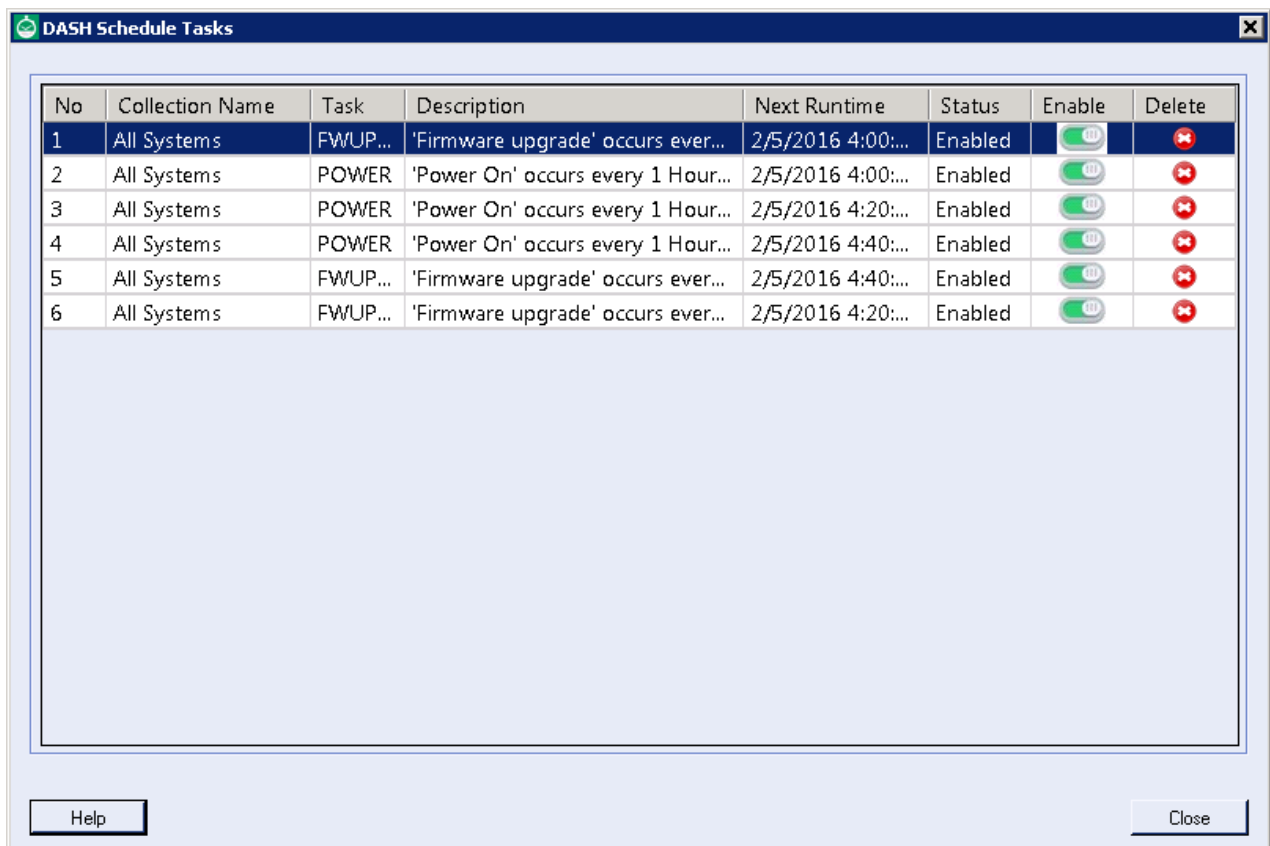 DASH Schedule Tasks
No Collection Name Task Description Next Runtime Status Enable Delete
1 All Systems FWUP... 'Firmware upgrade' occurs ever... 2/5/2016 4:00:... Enabled
2 All Systems POWER 'Power On' occurs every 1 Hour... 2/5/2016 4:00:... Enabled
3 All Systems POWER 'Power On' occurs every 1 Hour... 2/5/2016 4:20:... Enabled
4 All Systems POWER 'Power On' occurs every 1 Hour... 2/5/2016 4:40:... Enabled
5 All Systems FWUP... 'Firmware upgrade' occurs ever... 2/5/2016 4:40:... Enabled
6 All Systems FWUP... 'Firmware upgrade' occurs ever... 2/5/2016 4:20:... Enabled
Help Close